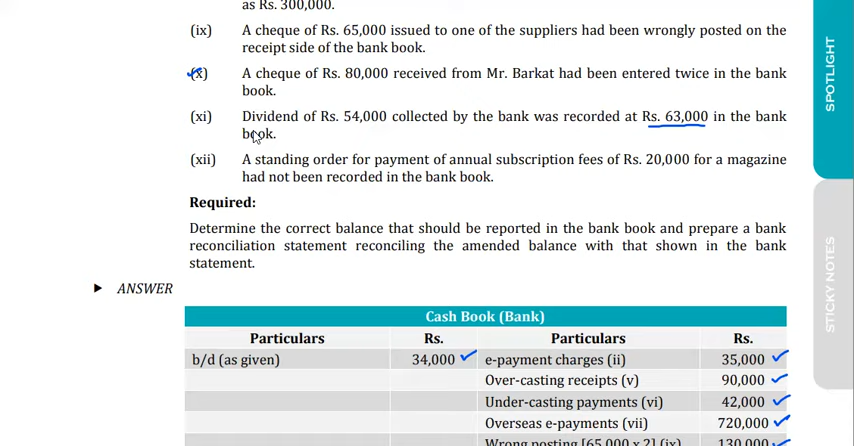 as Rs. 300,000.
(ix) A cheque of Rs. 65,000 issued to one of the suppliers had been wrongly posted on the
receipt side of the bank book.
(x) A cheque of Rs. 80,000 received from Mr. Barkat had been entered twice in the bank
book.
(xi) Dividend of Rs. 54,000 collected by the bank was recorded at Rs. 63,000 in the bank
book.
(xii) A standing order for payment of annual subscription fees of Rs. 20,000 for a magazine
had not been recorded in the bank book.
Required:
Determine the correct balance that should be reported in the bank book and prepare a bank
reconciliation statement reconciling the amended balance with that shown in the bank
statement.
ANSWER
Cash Book (Bank)
Particulars Rs. Particulars Rs.
b/d (as given) 34,000 e-payment charges (ii) 35,000
Over-casting receipts (v) 90,000
Under-casting payments (vi) 42,000
Overseas e-payments (vii) 720,000
Wrong posting [65,000 x 2] (ix) 130,000
SPOTLIGHT
STICKY NOTES